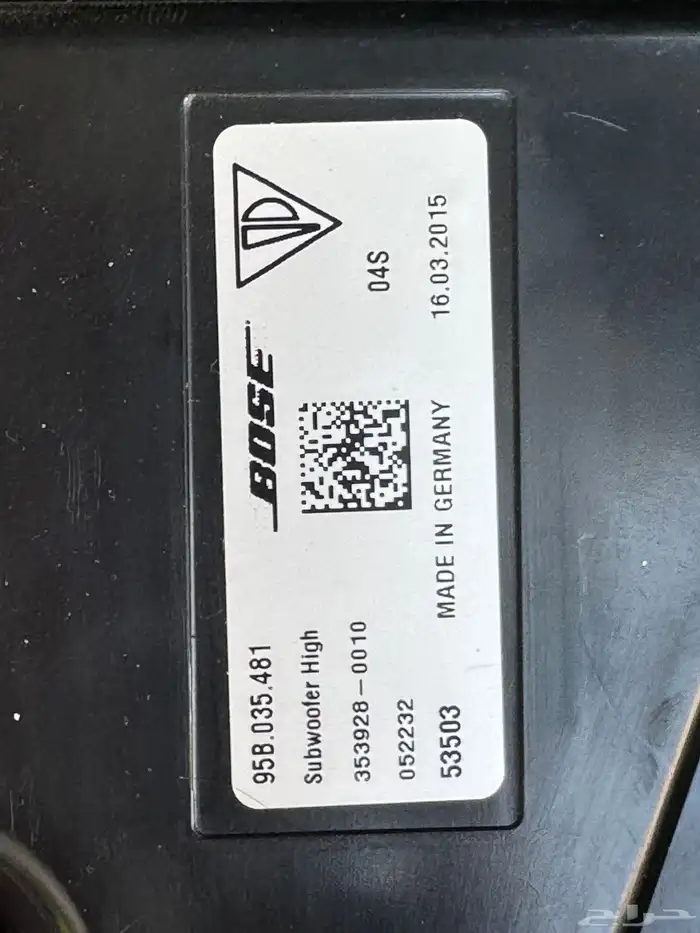 95B.035.481
BOSE
Subwoofer High
353928-0010
04S
052232
53503
MADE IN GERMANY
16.03.2015
حراج